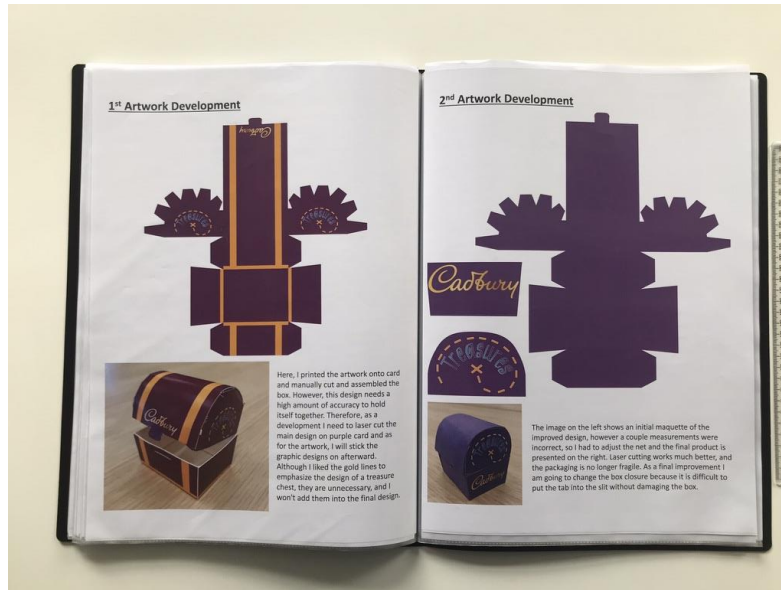 1st Artwork Development
Cadbury
Treasures
Treasures
Cadbury
Here, I printed the artwork onto card
and manually cut and assembled the
box. However, this design needs a
high amount of accuracy to hold
itself together. Therefore, as a
development I need to laser cut the
main design on purple card and as
for the artwork, I will stick the
graphic designs on afterward.
Although I liked the gold lines to
emphasize the design of a treasure
chest, they are unnecessary, and I
won't add them into the final design.
2nd Artwork Development
Cadbury
Treasures
Cadbury
The image on the left shows an initial maquette of the
improved design, however a couple measurements were
incorrect, so I had to adjust the net and the final product is
presented on the right. Laser cutting works much better, and
the packaging is no longer fragile. As a final improvement I
am going to change the box closure because it is difficult to
put the tab into the slit without damaging the box.